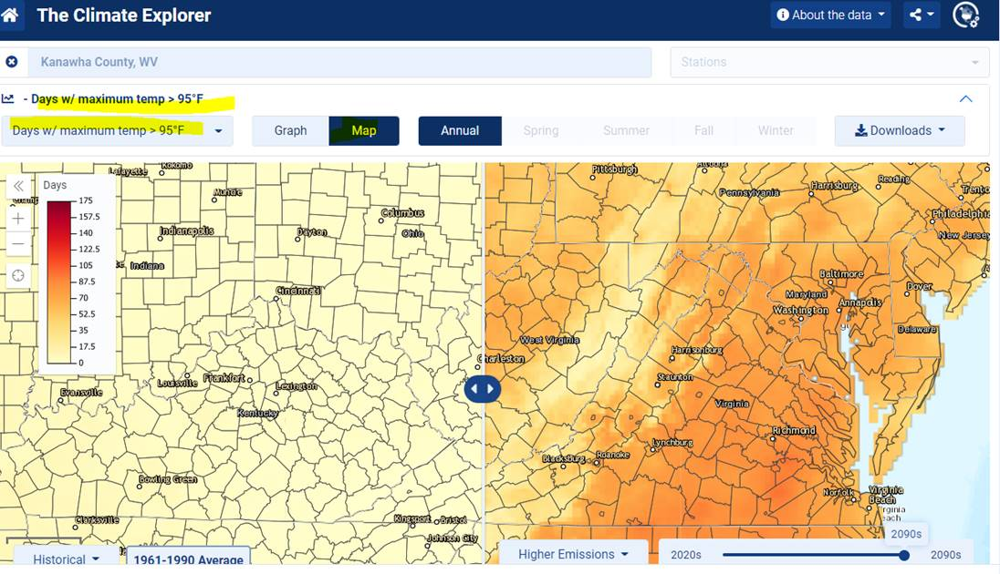 The Climate Explorer
About the data
Kanawha County, WV
Stations
- Days w/ maximum temp > 95°F
Days w/ maximum temp > 95°F
Graph
Map
Annual
Spring
Summer
Fall
Winter
Downloads
Days
175
157.5
140
122.5
105
87.5
70
52.5
35
17.5
0
Lafayette
Kokomo
Muncie
Indianapolis
Indiana
Dayton
Columbus
Ohio
Cincinnati
Louisville
Frankfort
Lexington
Evansville
Kentucky
Bowling Green
Clarksville
Kingsport
Bristol
Johnson City
Charleston
Pittsburgh
Pennsylvania
Harrisburg
Reading
Trento
Philadelphia
New Jersey
Baltimore
Dover
Maryland
Annapolis
Washington
Delaware
West Virginia
Harrisonburg
Staunton
Virginia
Richmond
Lynchburg
Blacksburg
Roanoke
Norfolk
Virginia
Beach
rginia
each
2090s
Historical
1961-1990 Average
Higher Emissions
2020s
2090s